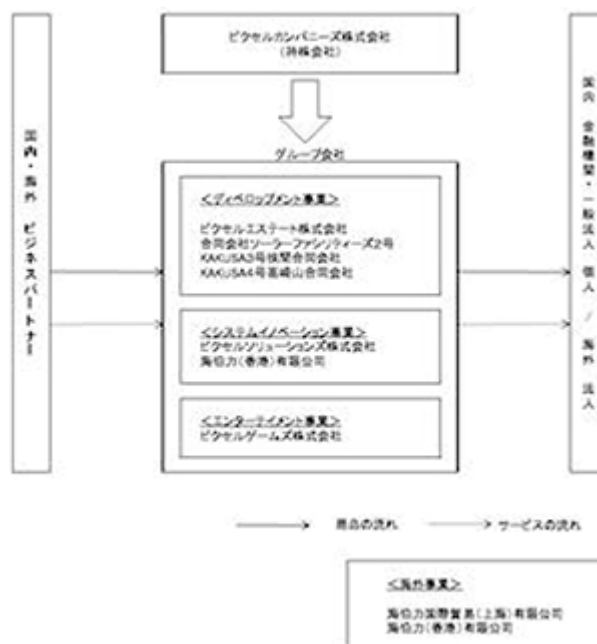 ピクセルカンパニーズ株式会社
(持株会社)
グループ会社
国内・海外 ビジネスパートナー
<ディベロップメント事業>
ピクセルエステート株式会社
合同会社ソーラーファシリティーズ2号
KAKUSA3号挾間合同会社
KAKUSA4号高崎山合同会社
<システムイノベーション事業>
ピクセルソリューションズ株式会社
海伯力(香港)有限公司
<エンターテイメント事業>
ピクセルゲームズ株式会社
国内 金融機関・一般法人 個人 / 海外 法人
商品の流れ
サービスの流れ
<海外事業>
海伯力国際貿易(上海)有限公司
海伯力(香港)有限公司